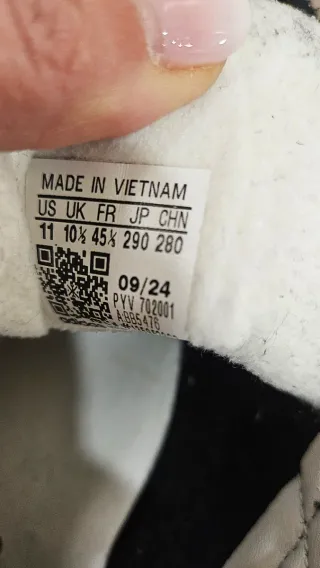 MADE IN VIETNAM
US UK FR JP CHN
11 10½ 45⅓ 290 280
09/24
PYV 702001